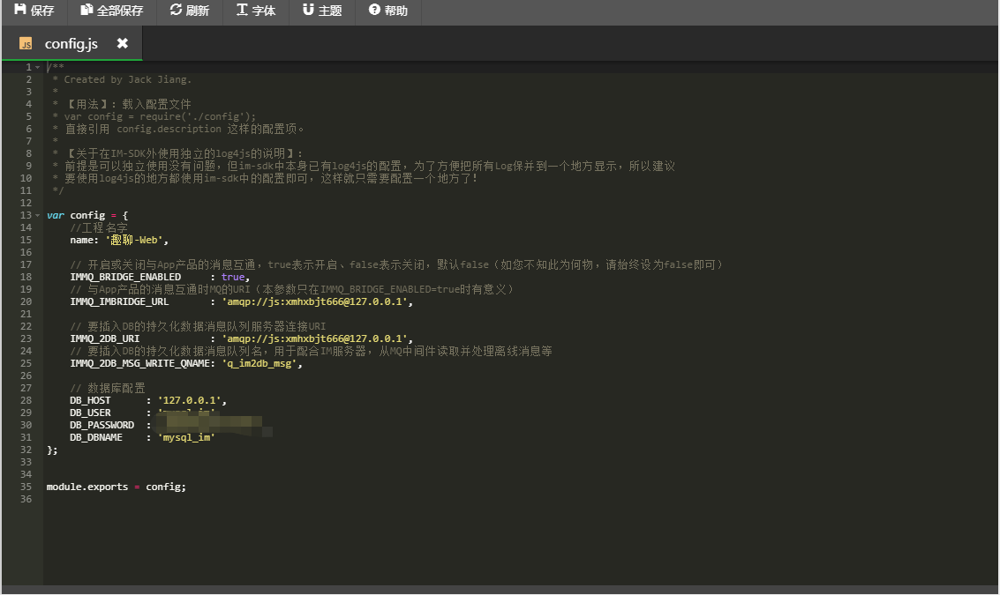 保存 全部保存 刷新 字体 主题 帮助
JS config.js
1 /**
2 * Created by Jack Jiang.
3 *
4 * 【用法】: 载入配置文件
5 * var config = require('./config');
6 * 直接引用 config.description 这样的配置项。
7 *
8 * 【关于在IM-SDK外使用独立的log4js的说明】:
9 * 前提是可以独立使用没有问题，但im-sdk中本身已有log4js的配置，为了方便把所有Log保并到一个地方显示，所以建议
10 * 要使用log4js的地方都使用im-sdk中的配置即可，这样就只需要配置一个地方了！
11 */
12
13 var config = {
14 //工程名字
15 name: '趣聊-Web',
16
17 // 开启或关闭与App产品的消息互通，true表示开启、false表示关闭，默认false（如您不知此为何物，请始终设为false即可）
18 IMMQ_BRIDGE_ENABLED : true,
19 // 与App产品的消息互通时MQ的URI（本参数只在IMMQ_BRIDGE_ENABLED=true时有意义）
20 IMMQ_IMBRIDGE_URL : 'amqp://js:xmhxbjt666@127.0.0.1',
21
22 // 要插入DB的持久化数据消息队列服务器连接URI
23 IMMQ_2DB_URI : 'amqp://js:xmhxbjt666@127.0.0.1',
24 // 要插入DB的持久化数据消息队列名，用于配合IM服务器，从MQ中间件读取并处理离线消息等
25 IMMQ_2DB_MSG_WRITE_QNAME: 'q_im2db_msg',
26
27 // 数据库配置
28 DB_HOST : '127.0.0.1',
29 DB_USER :
30 DB_PASSWORD :
31 DB_DBNAME : 'mysql_im'
32 };
33
34
35 module.exports = config;
36